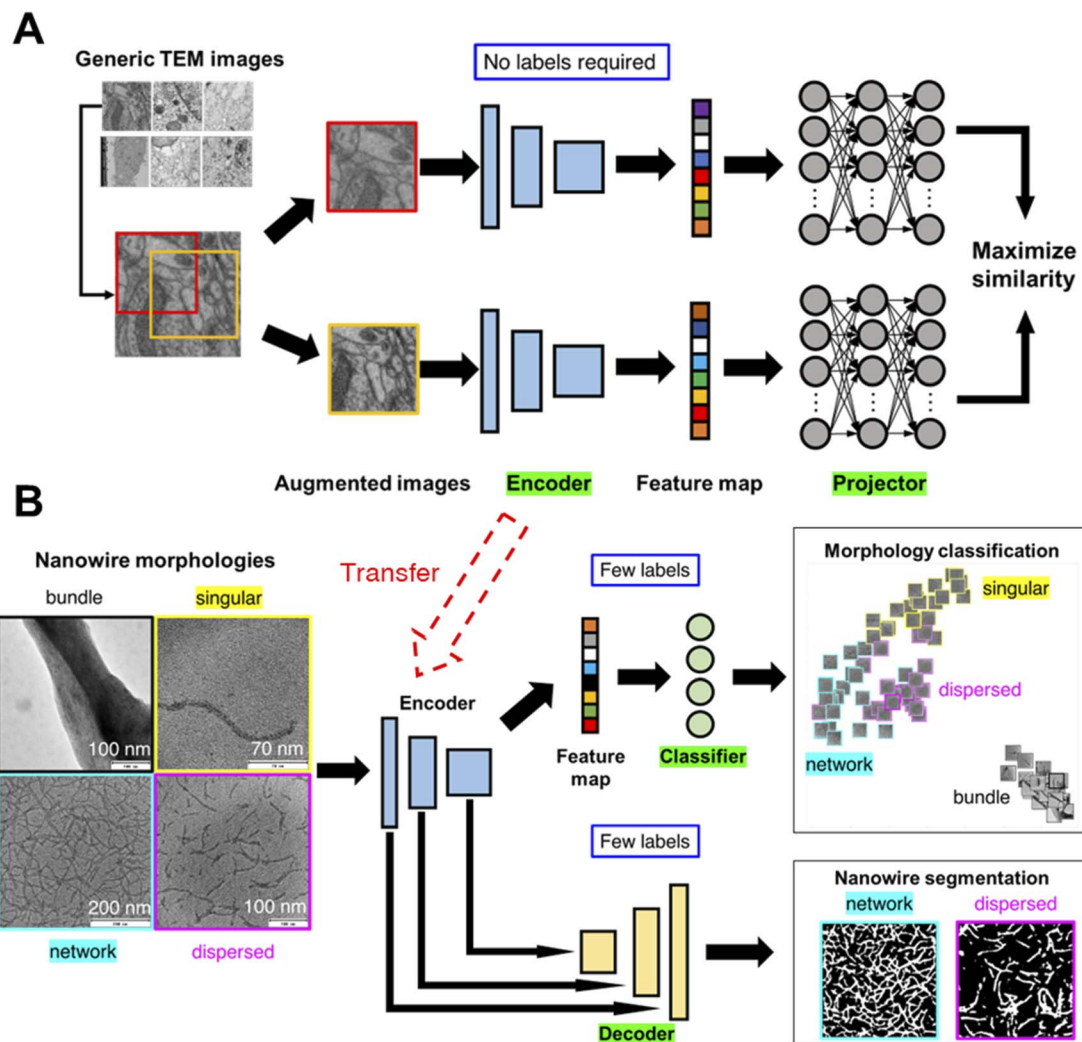 A
Generic TEM images
No labels required
Maximize
similarity
Augmented images
Encoder
Feature map
Projector
B
Nanowire morphologies
bundle
singular
100 nm
70 nm
200 nm
100 nm
network
dispersed
Transfer
Encoder
Few labels
Feature
map
Classifier
Few labels
Decoder
Morphology classification
singular
dispersed
network
bundle
Nanowire segmentation
network
dispersed